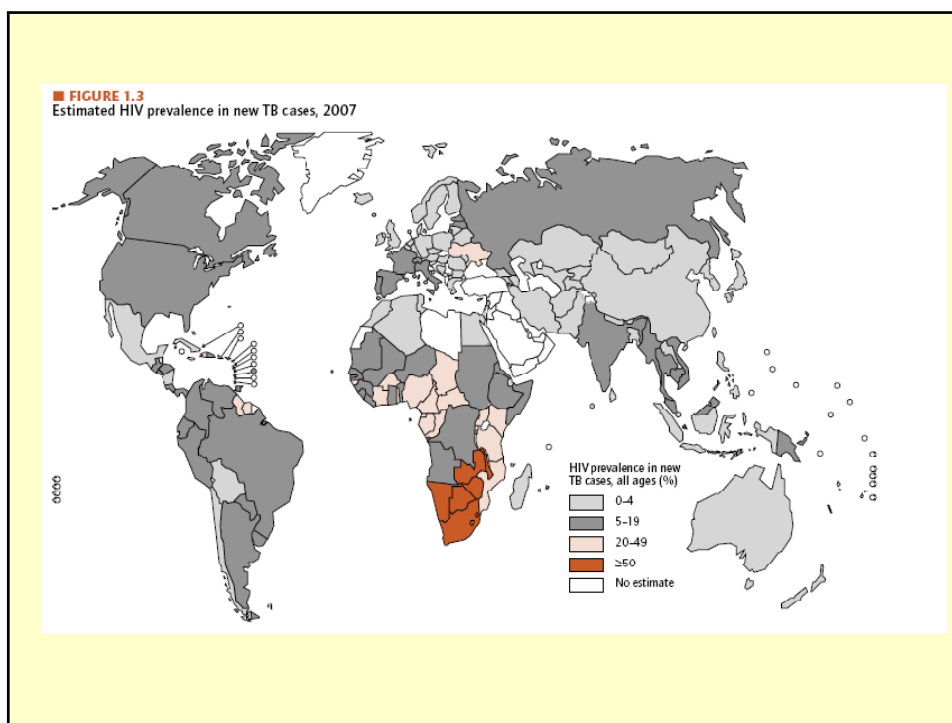 ■ FIGURE 1.3
Estimated HIV prevalence in new TB cases, 2007
HIV prevalence in new
TB cases, all ages (%)
0–4
5–19
20–49
≥50
No estimate